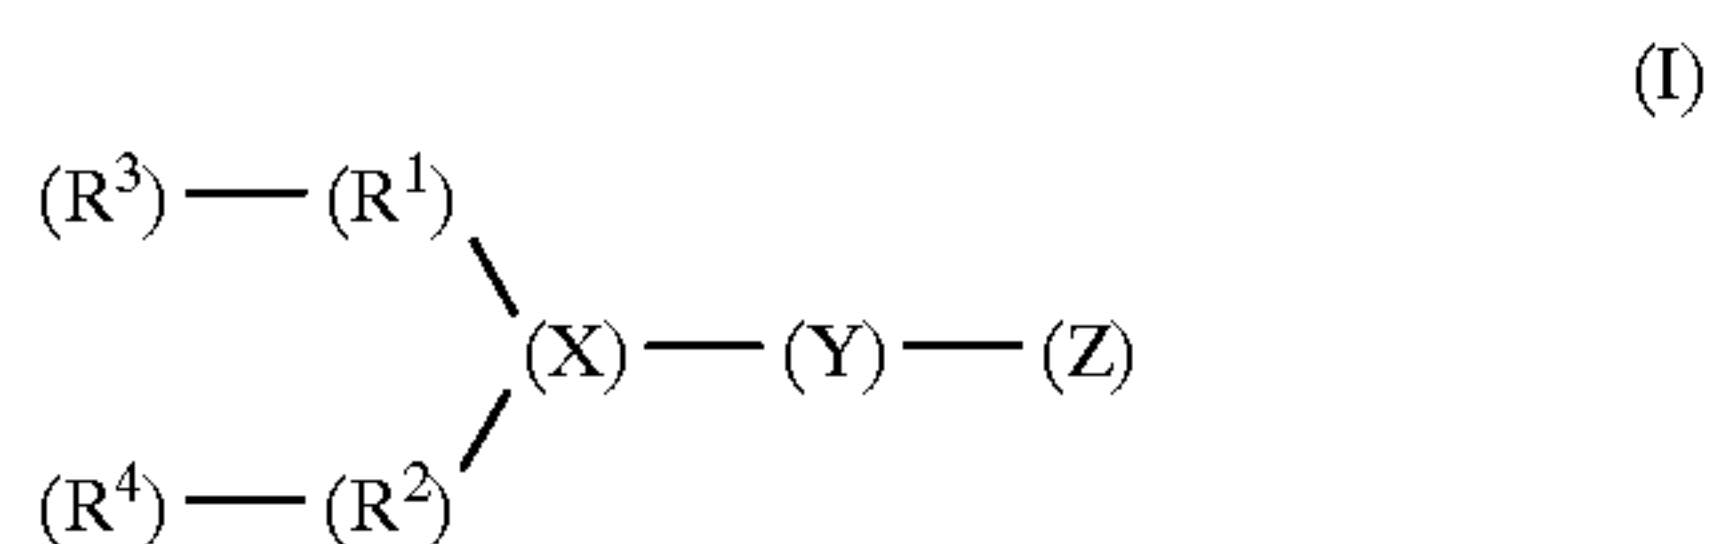 (I)
(R³) — (R¹)
(X) — (Y) — (Z)
(R⁴) — (R²)